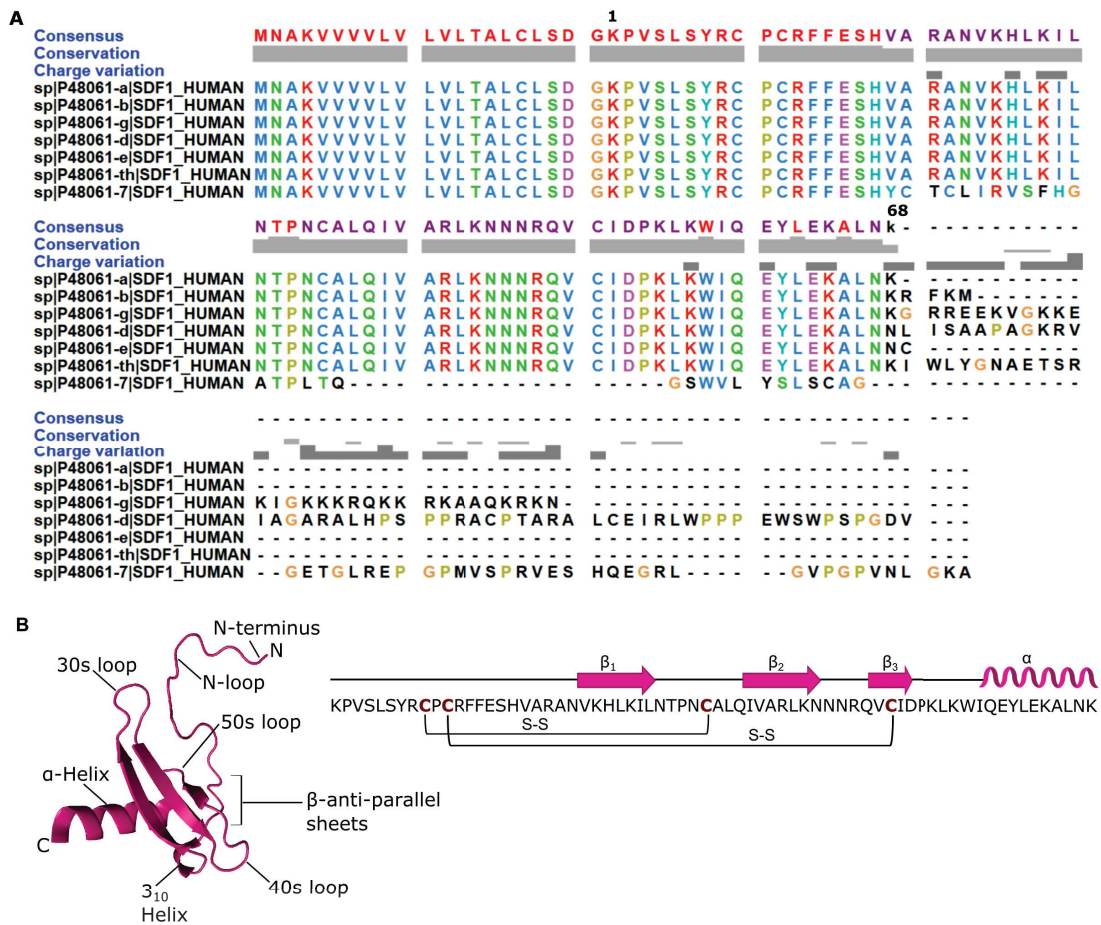 A
1
Consensus MNAKVVVVLV LVLTALCLSD GKPVSLSYRC PCRFFESHVA RANVKHLKIL
Conservation
Charge variation
sp|P48061-a|SDF1_HUMAN MNAKVVVVLV LVLTALCLSD GKPVSLSYRC PCRFFESHVA RANVKHLKIL
sp|P48061-b|SDF1_HUMAN MNAKVVVVLV LVLTALCLSD GKPVSLSYRC PCRFFESHVA RANVKHLKIL
sp|P48061-g|SDF1_HUMAN MNAKVVVVLV LVLTALCLSD GKPVSLSYRC PCRFFESHVA RANVKHLKIL
sp|P48061-d|SDF1_HUMAN MNAKVVVVLV LVLTALCLSD GKPVSLSYRC PCRFFESHVA RANVKHLKIL
sp|P48061-e|SDF1_HUMAN MNAKVVVVLV LVLTALCLSD GKPVSLSYRC PCRFFESHVA RANVKHLKIL
sp|P48061-th|SDF1_HUMAN MNAKVVVVLV LVLTALCLSD GKPVSLSYRC PCRFFESHVA RANVKHLKIL
sp|P48061-7|SDF1_HUMAN MNAKVVVVLV LVLTALCLSD GKPVSLSYRC PCRFFESHYC TCLIRVSFHG
68
Consensus NTPNCALQIV ARLKNNNRQV CIDPKLKWIQ EYLEKALNk- ----------
Conservation
Charge variation
sp|P48061-a|SDF1_HUMAN NTPNCALQIV ARLKNNNRQV CIDPKLKWIQ EYLEKALNK- ----------
sp|P48061-b|SDF1_HUMAN NTPNCALQIV ARLKNNNRQV CIDPKLKWIQ EYLEKALNKR FKM-------
sp|P48061-g|SDF1_HUMAN NTPNCALQIV ARLKNNNRQV CIDPKLKWIQ EYLEKALNKG RREEKVGKKE
sp|P48061-d|SDF1_HUMAN NTPNCALQIV ARLKNNNRQV CIDPKLKWIQ EYLEKALNNL ISAAPAGKRV
sp|P48061-e|SDF1_HUMAN NTPNCALQIV ARLKNNNRQV CIDPKLKWIQ EYLEKALNNC ----------
sp|P48061-th|SDF1_HUMAN NTPNCALQIV ARLKNNNRQV CIDPKLKWIQ EYLEKALNKI WLYGNAETSR
sp|P48061-7|SDF1_HUMAN ATPLTQ---- ---------- -----GSWVL YSLSCAG--- ----------
Consensus ---------- ---------- ---------- ---------- ---
Conservation
Charge variation
sp|P48061-a|SDF1_HUMAN ---------- ---------- ---------- ---------- ---
sp|P48061-b|SDF1_HUMAN ---------- ---------- ---------- ---------- ---
sp|P48061-g|SDF1_HUMAN KIGKKKRQKK RKAAQKRKN- ---------- ---------- ---
sp|P48061-d|SDF1_HUMAN IAGARALHPS PPRACPTARA LCEIRLWPPP EWSWPSPGDV ---
sp|P48061-e|SDF1_HUMAN ---------- ---------- ---------- ---------- ---
sp|P48061-th|SDF1_HUMAN ---------- ---------- ---------- ---------- ---
sp|P48061-7|SDF1_HUMAN --GETGLREP GPMVSPRVES HQEGRL---- --GVPGPVNL GKA
B
N-terminus
N
30s loop
N-loop
50s loop
α-Helix
β-anti-parallel
sheets
C
40s loop
3₁₀
Helix
β₁ β₂ β₃ α
KPVSLSYRCPCRFFESHVARANVKHLKILNTPNCALQIVARLKNNNRQVCIDPKLKWIQEYLEKALNK
S-S
S-S